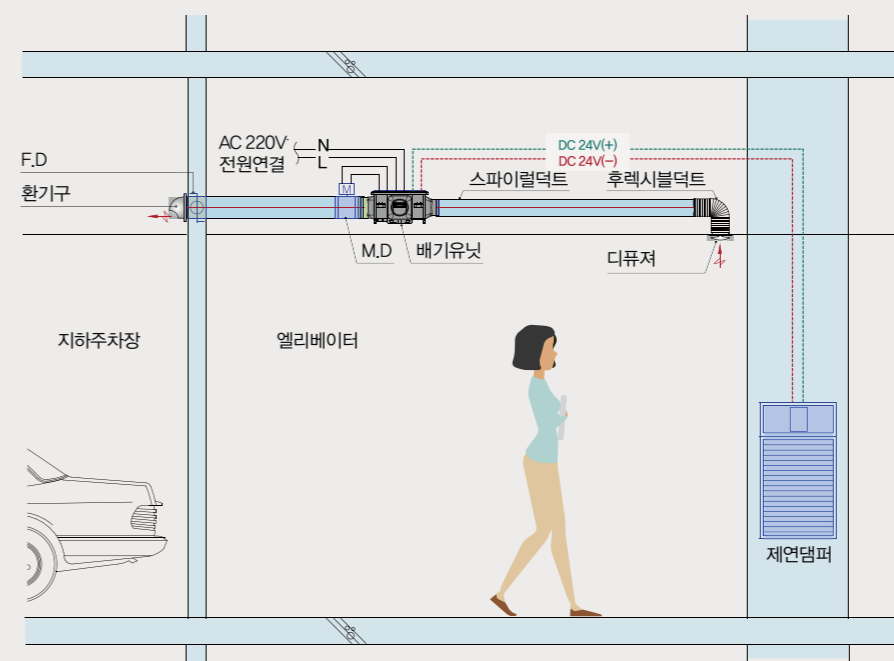 AC 220V
전원연결
N
L
DC 24V(+)
DC 24V(−)
F.D
환기구
스파이럴덕트
후렉시블덕트
M
M.D
배기유닛
디퓨져
지하주차장
엘리베이터
제연댐퍼